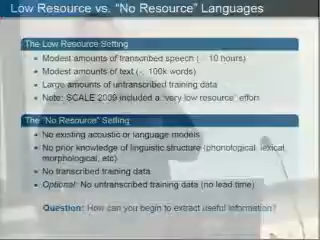 Low Resource vs. "No Resource" Languages
The Low Resource Setting
Modest amounts of transcribed speech (~ 10 hours)
Modest amounts of text (~ 100k words)
Large amounts of untranscribed training data
Note: SCALE 2009 included a "very low resource" effort
The "No Resource" Setting
No existing acoustic or language models
No prior knowledge of linguistic structure (phonological, lexical,
morphological, etc)
No transcribed training data
Optional: No untranscribed training data (no lead time)
Question: How can you begin to extract useful information?